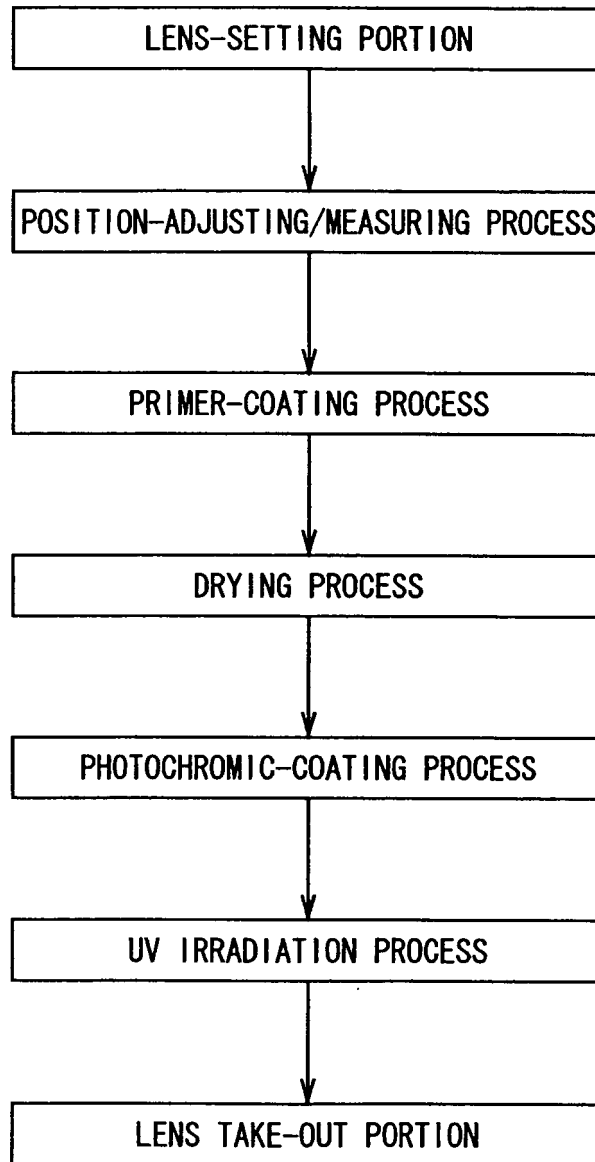 LENS-SETTING PORTION
POSITION-ADJUSTING/MEASURING PROCESS
PRIMER-COATING PROCESS
DRYING PROCESS
PHOTOCHROMIC-COATING PROCESS
UV IRRADIATION PROCESS
LENS TAKE-OUT PORTION